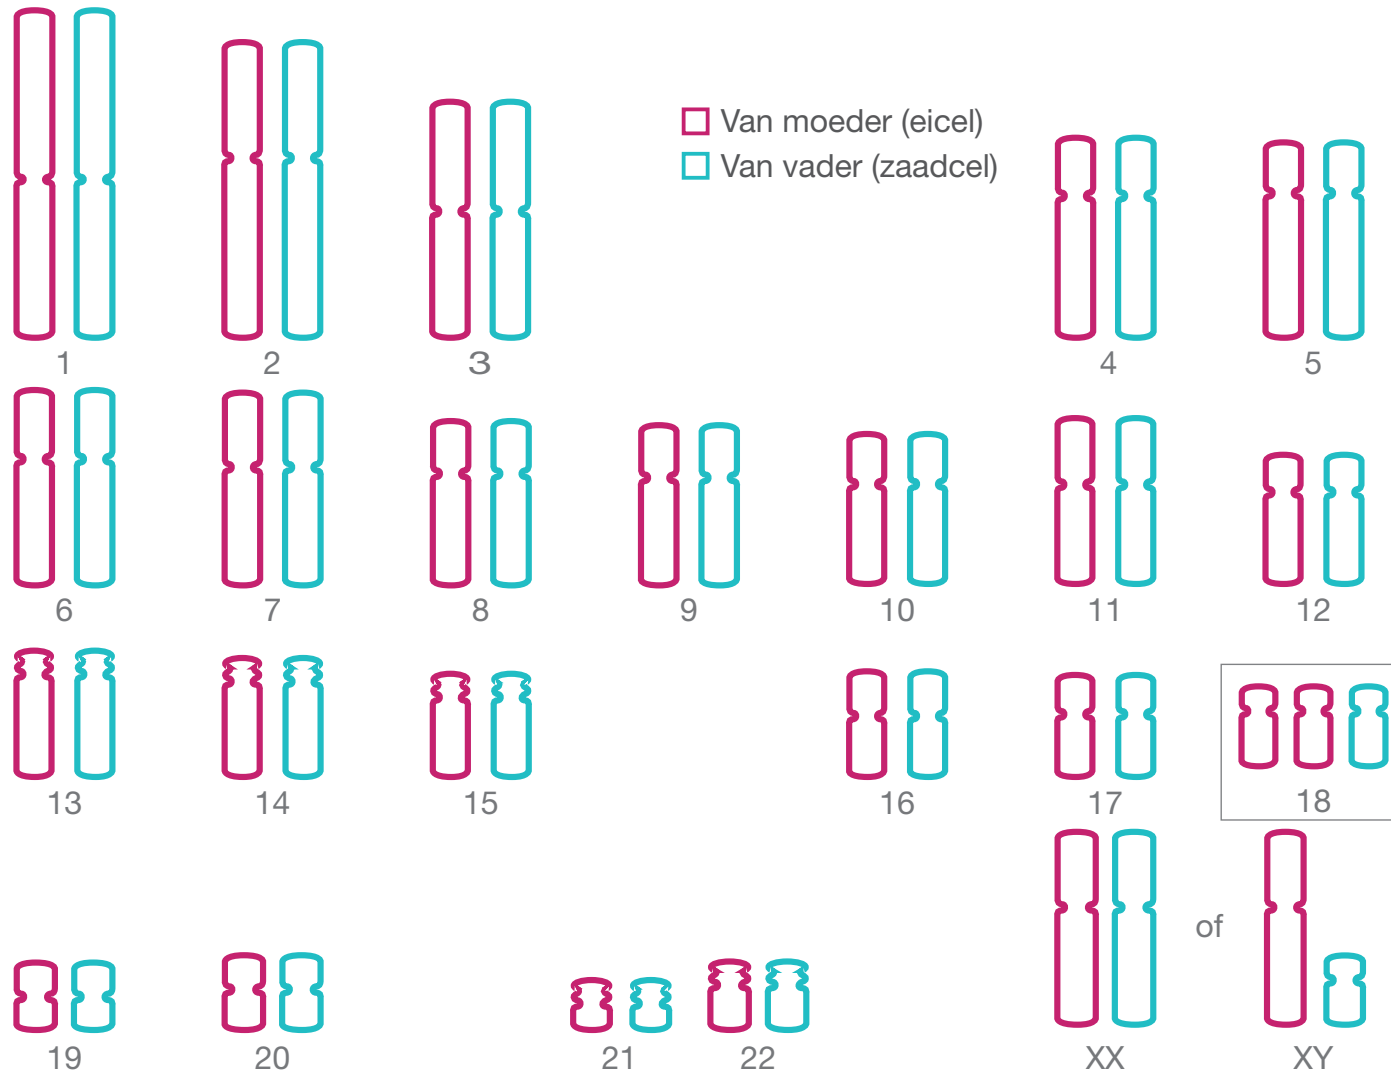 Van moeder (eicel)
Van vader (zaadcel)
1 2 3 4 5
6 7 8 9 10 11 12
13 14 15 16 17 18
of
19 20 21 22 XX XY